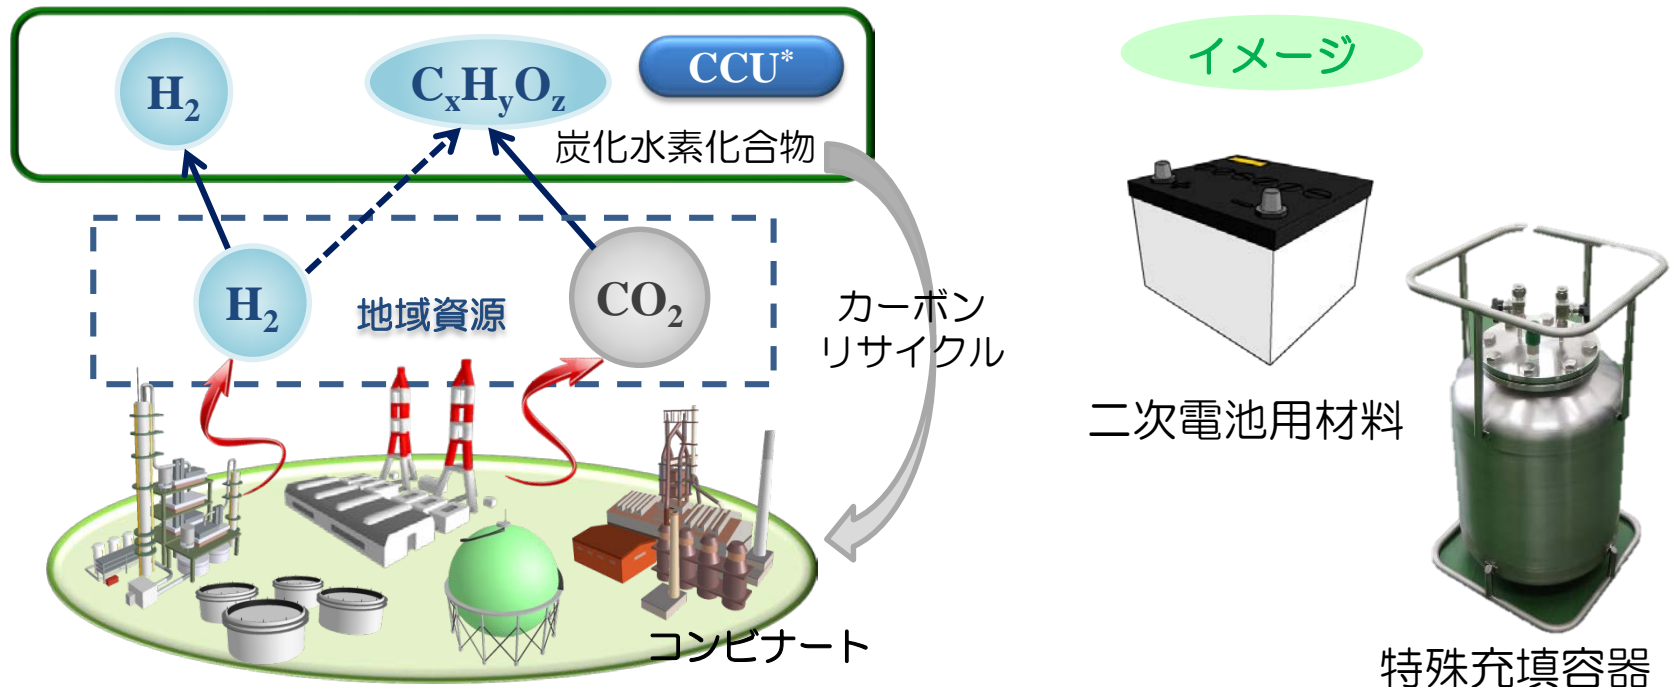 H₂
CₓHᵧO_z
CCU*
炭化水素化合物
H₂
地域資源
CO₂
カーボン
リサイクル
コンビナート
イメージ
二次電池用材料
特殊充填容器